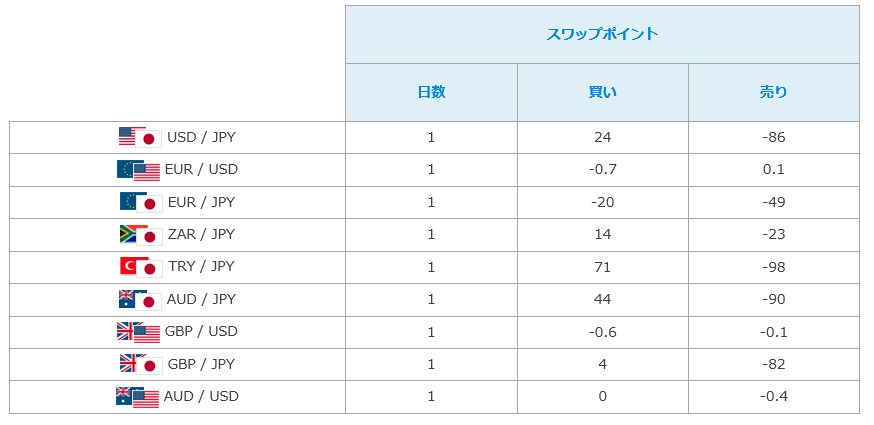 スワップポイント
日数 買い 売り
USD / JPY 1 24 -86
EUR / USD 1 -0.7 0.1
EUR / JPY 1 -20 -49
ZAR / JPY 1 14 -23
TRY / JPY 1 71 -98
AUD / JPY 1 44 -90
GBP / USD 1 -0.6 -0.1
GBP / JPY 1 4 -82
AUD / USD 1 0 -0.4